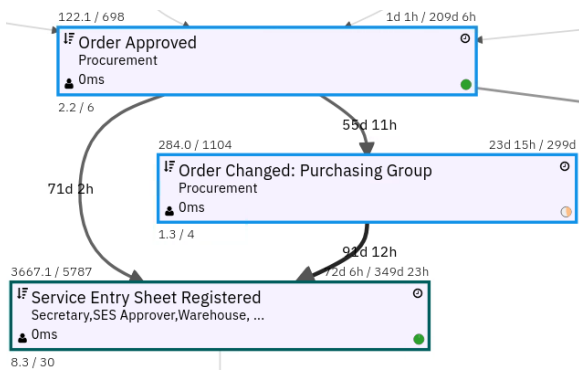 122.1 / 698
1d 1h / 209d 6h
Order Approved
Procurement
0ms
2.2 / 6
55d 11h
284.0 / 1104
23d 15h / 299d
Order Changed: Purchasing Group
Procurement
0ms
71d 2h
1.3 / 4
91d 12h
3667.1 / 5787
72d 6h / 349d 23h
Service Entry Sheet Registered
Secretary,SES Approver,Warehouse, ...
0ms
8.3 / 30